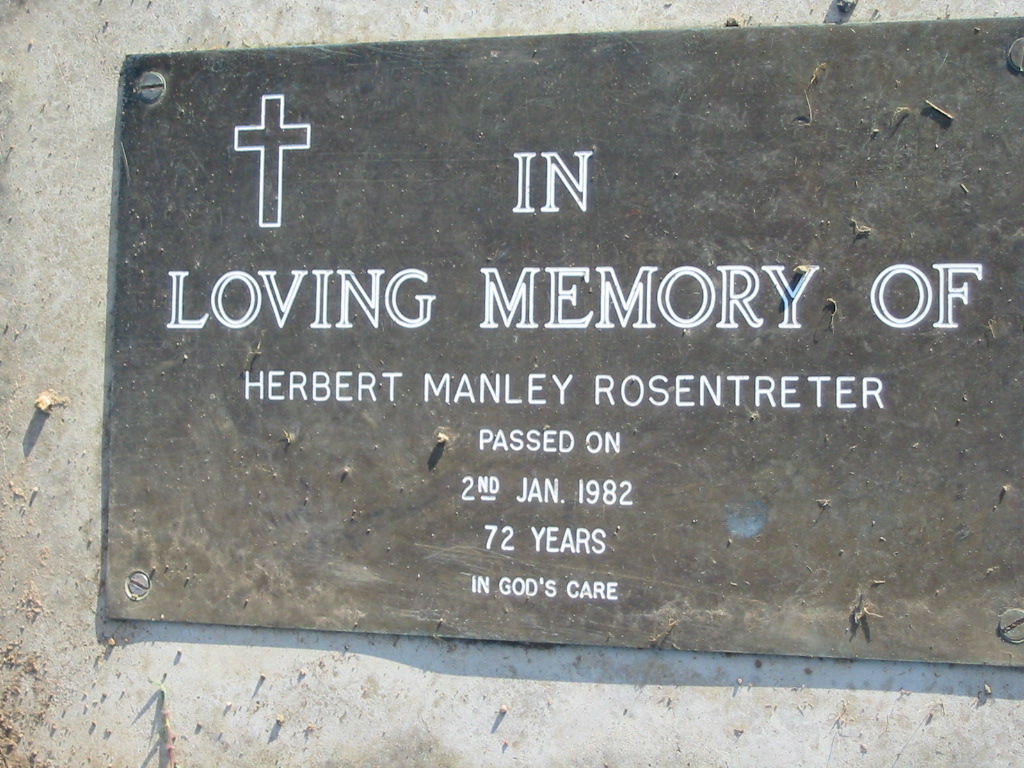 IN
LOVING MEMORY OF
HERBERT MANLEY ROSENTRETER
PASSED ON
2ND JAN. 1982
72 YEARS
IN GOD'S CARE